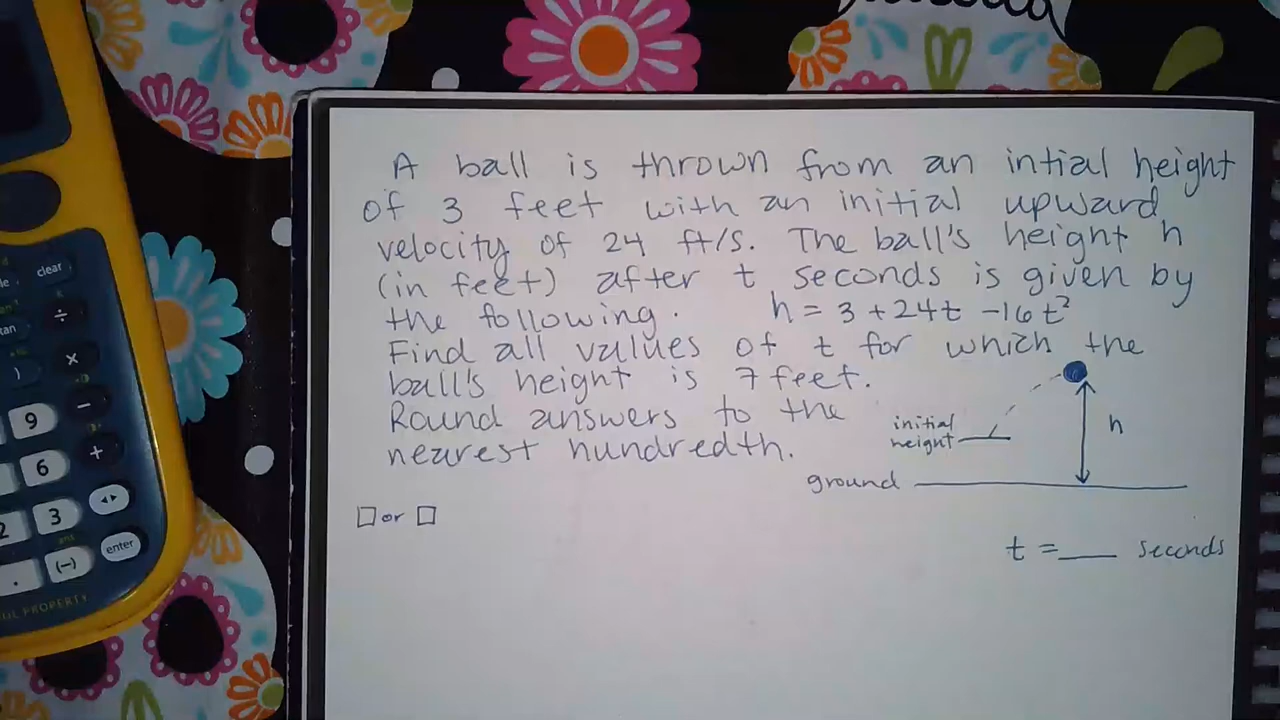 A ball is thrown from an intial height
of 3 feet with an initial upward
velocity of 24 ft/s. The ball's height h
(in feet) after t seconds is given by
the following. h = 3 + 24t - 16t²
Find all values of t for which the
ball's height is 7 feet.
Round answers to the
nearest hundredth.
initial
height
h
ground
□ or □
t = ___ seconds
clear
÷
tan
)
×
9
−
6
+
2
3
ans
.
(−)
enter
PROPERTY